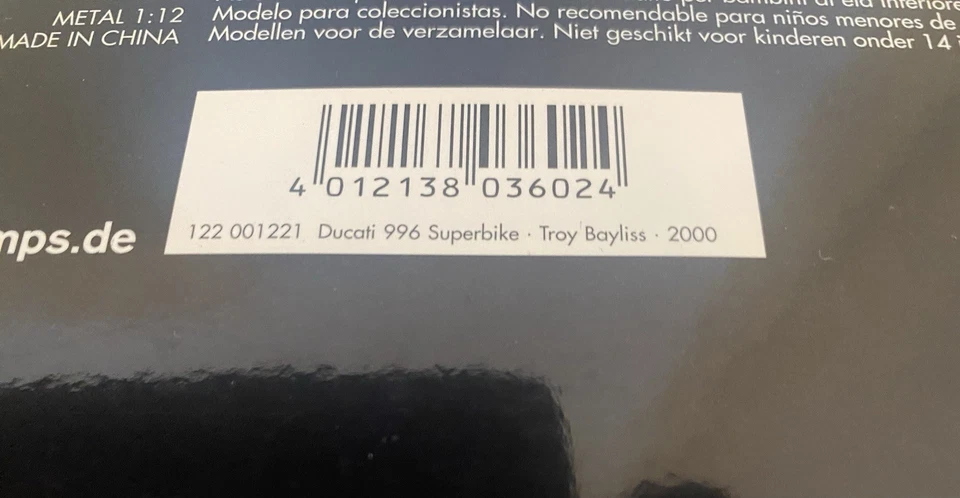 METAL 1:12
MADE IN CHINA
Modelo para coleccionistas. No recomendable para niños menores de
Modellen voor de verzamelaar. Niet geschikt voor kinderen onder 14
4 012138 036024
mps.de
122 001221 Ducati 996 Superbike · Troy Bayliss · 2000